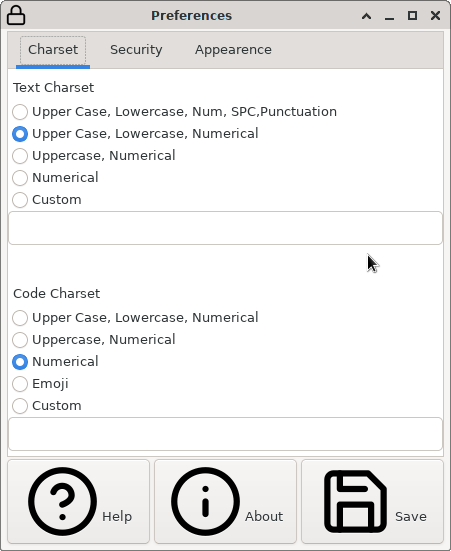 Preferences
Charset Security Appearence
Text Charset
Upper Case, Lowercase, Num, SPC,Punctuation
Upper Case, Lowercase, Numerical
Uppercase, Numerical
Numerical
Custom
Code Charset
Upper Case, Lowercase, Numerical
Uppercase, Numerical
Numerical
Emoji
Custom
Help About Save